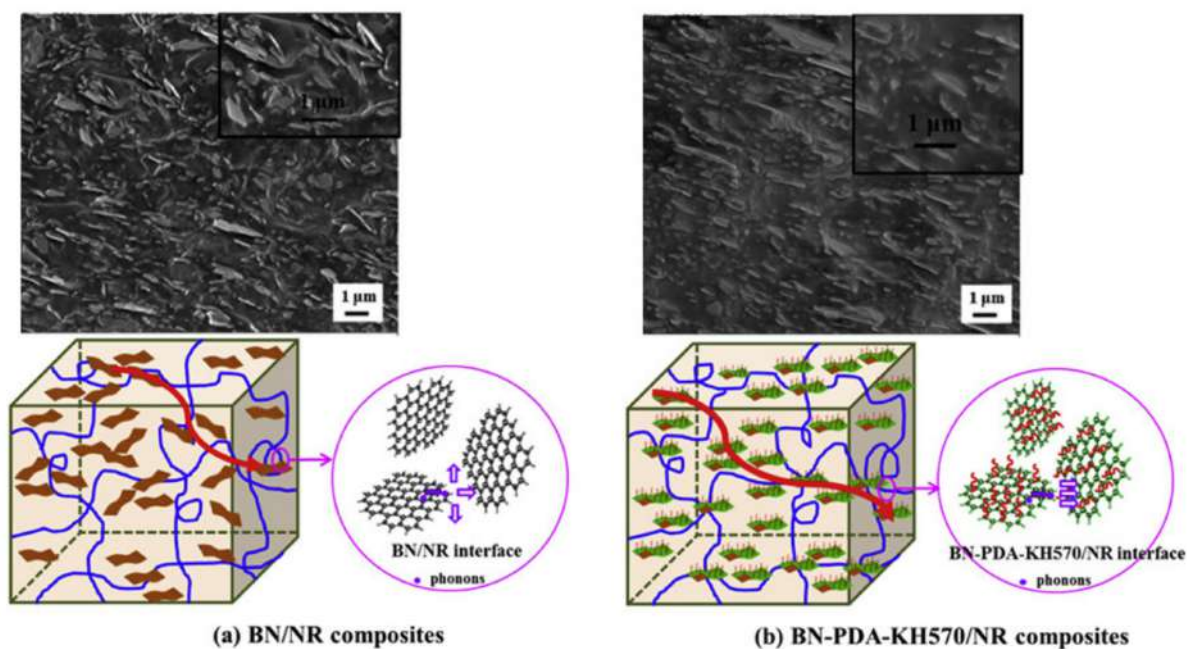 1 μm
1 μm
1 μm
1 μm
BN/NR interface
phonons
BN-PDA-KH570/NR interface
phonons
(a) BN/NR composites
(b) BN-PDA-KH570/NR composites